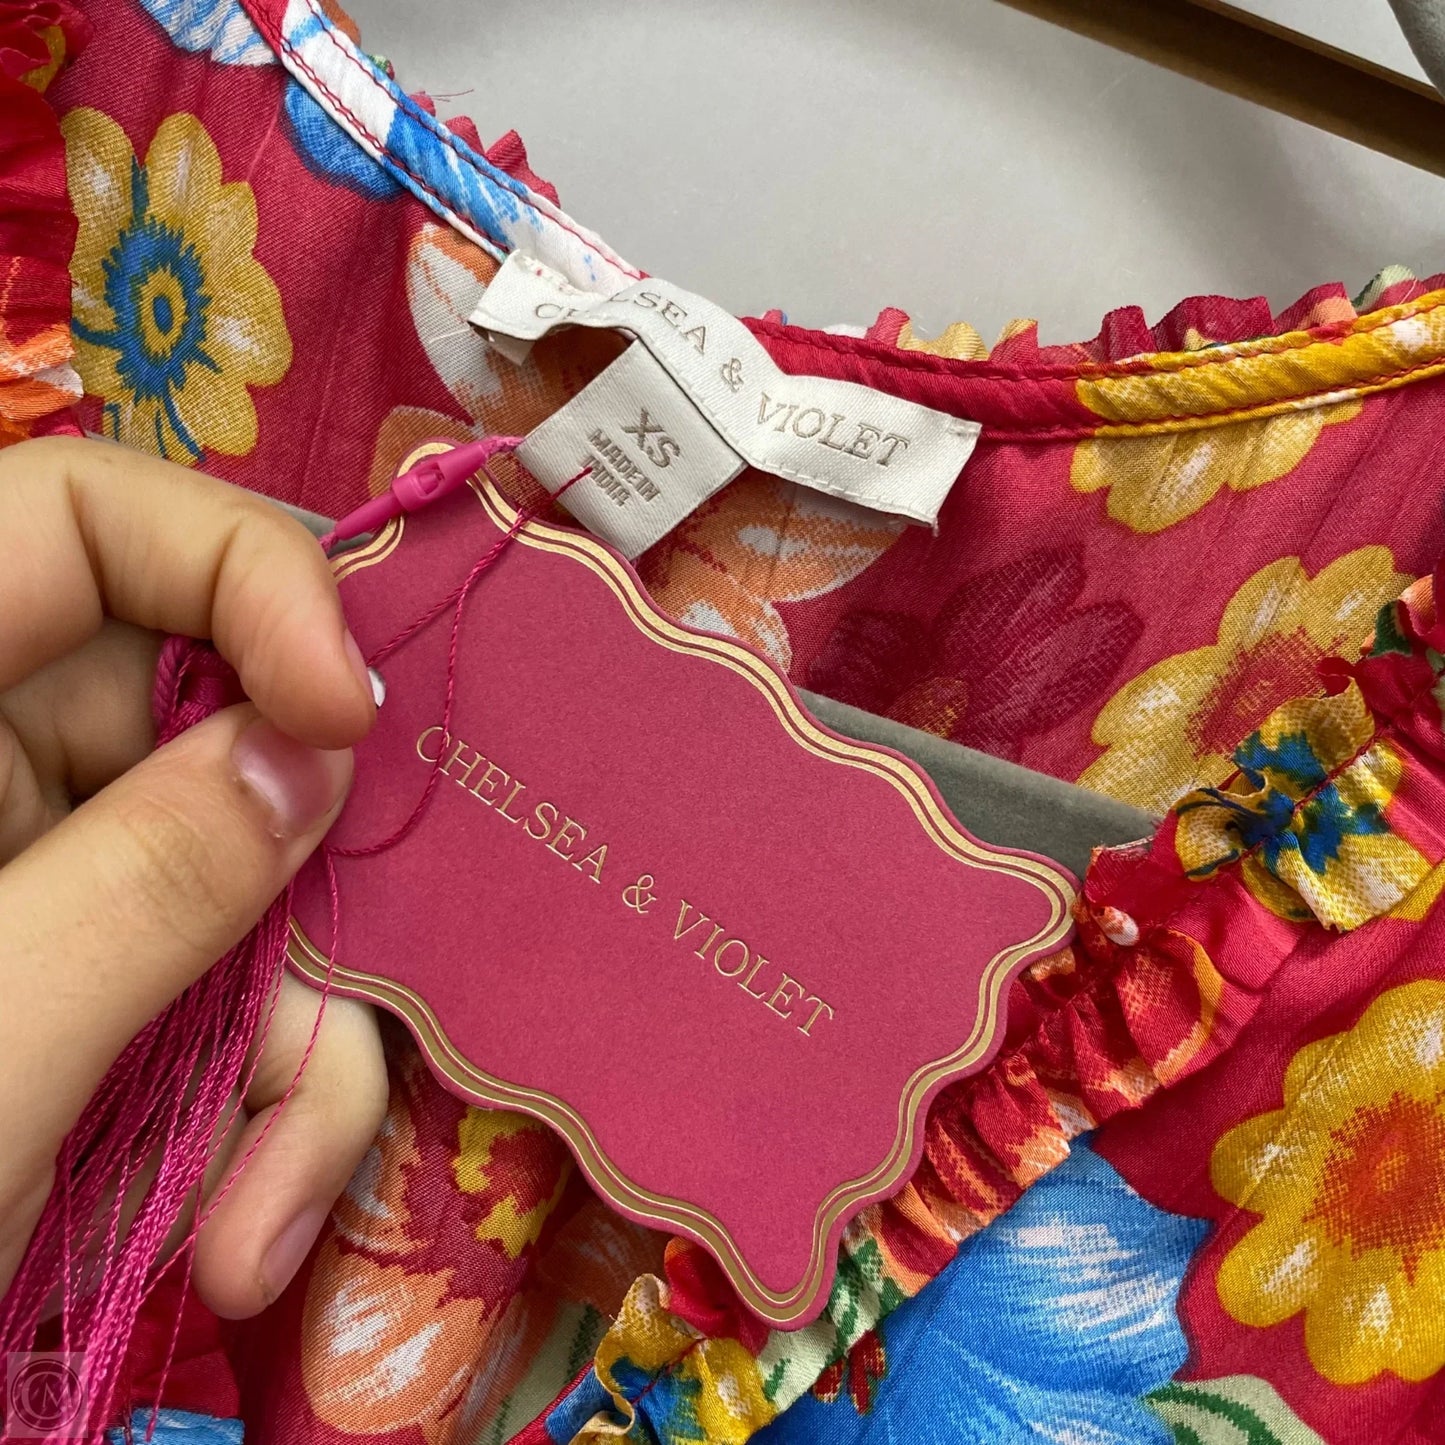 CHELSEA & VIOLET
XS
MADE IN
INDIA
CHELSEA & VIOLET